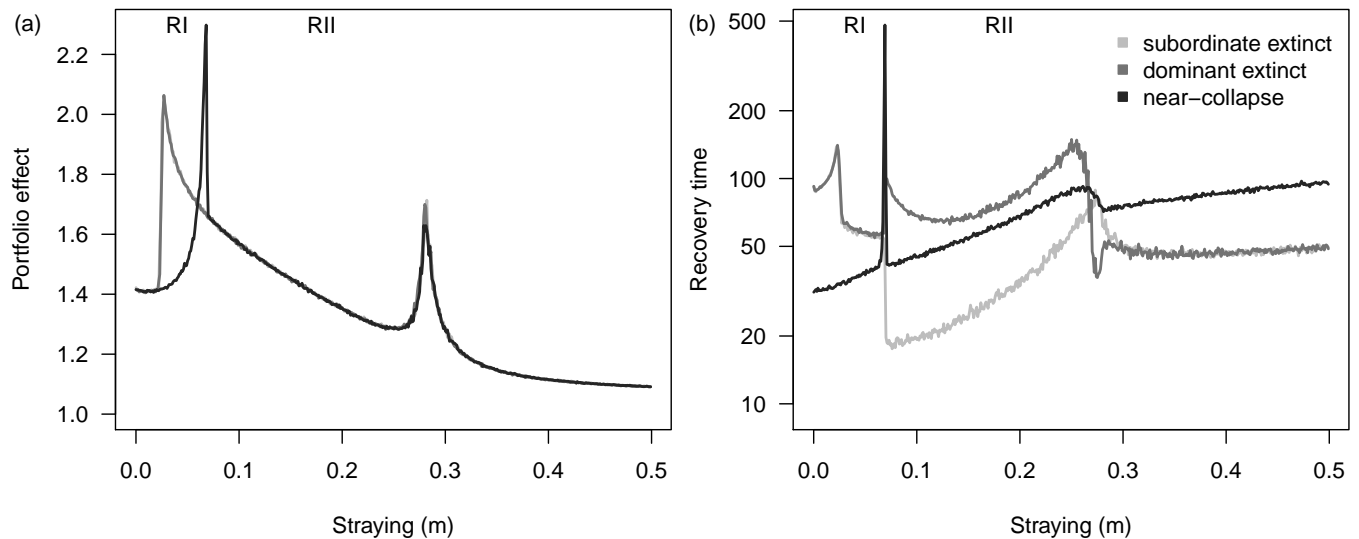 (a)
RI RII
2.2
2.0
1.8
1.6
1.4
1.2
1.0
Portfolio effect
0.0 0.1 0.2 0.3 0.4 0.5
Straying (m)
(b)
RI RII
500
200
100
50
20
10
Recovery time
subordinate extinct
dominant extinct
near−collapse
0.0 0.1 0.2 0.3 0.4 0.5
Straying (m)